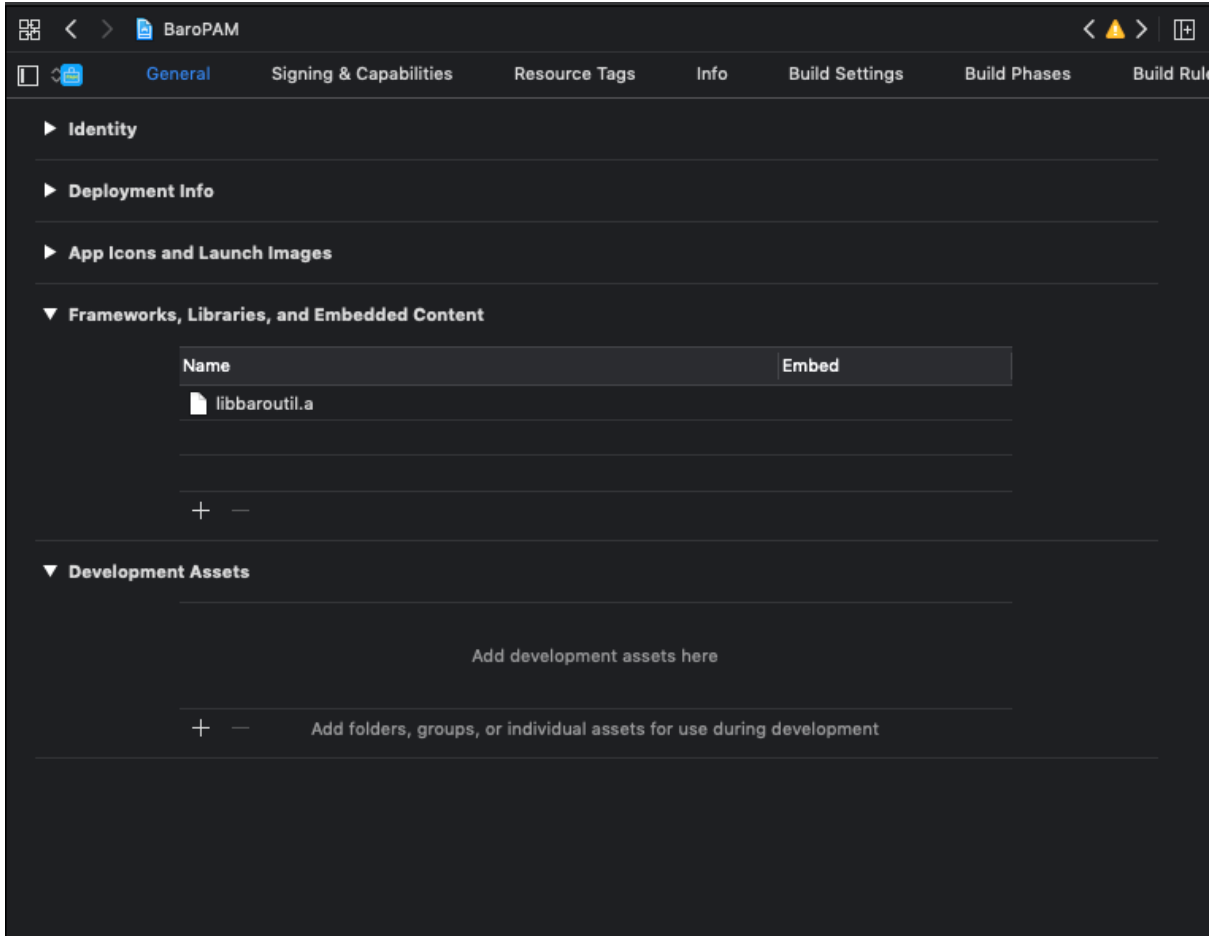 BaroPAM
General Signing & Capabilities Resource Tags Info Build Settings Build Phases Build Rul
Identity
Deployment Info
App Icons and Launch Images
Frameworks, Libraries, and Embedded Content
Name Embed
libbaroutil.a
Development Assets
Add development assets here
Add folders, groups, or individual assets for use during development